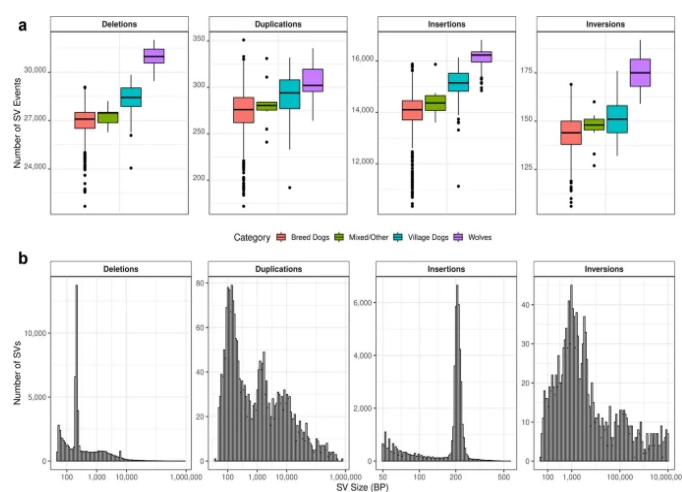 a
Deletions Duplications Insertions Inversions
Number of SV Events
30,000
27,000
24,000
350
300
250
200
16,000
14,000
12,000
175
150
125
Category Breed Dogs Mixed/Other Village Dogs Wolves
b
Deletions Duplications Insertions Inversions
Number of SVs
10,000
5,000
0
80
60
40
20
0
6,000
4,000
2,000
0
40
30
20
10
0
100 1,000 10,000 1,000,000
100 1,000 10,000 1,000,000
50 100 200 500
100 1,000 100,000 10,000,00
SV Size (BP)